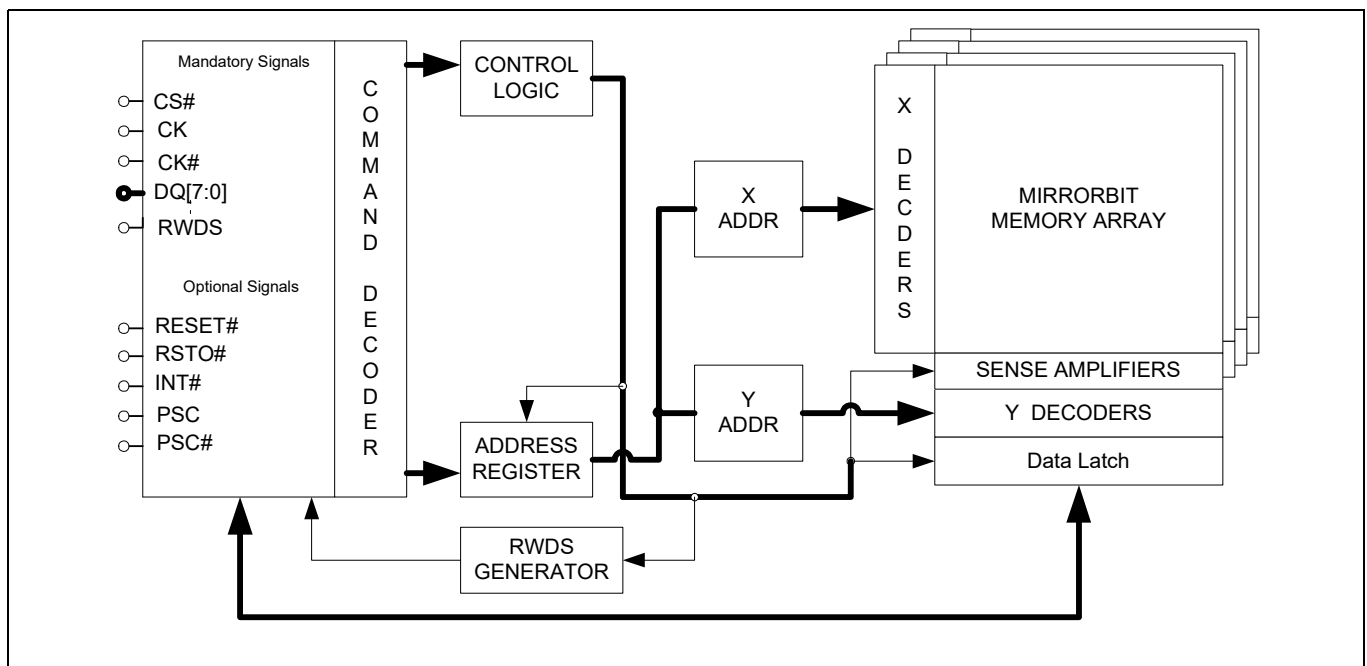 Mandatory Signals
CS#
CK
CK#
DQ[7:0]
RWDS
Optional Signals
RESET#
RSTO#
INT#
PSC
PSC#
COMMAND DECODER
CONTROL
LOGIC
ADDRESS
REGISTER
RWDS
GENERATOR
X
ADDR
Y
ADDR
X DECDERS
MIRRORBIT
MEMORY ARRAY
SENSE AMPLIFIERS
Y DECODERS
Data Latch